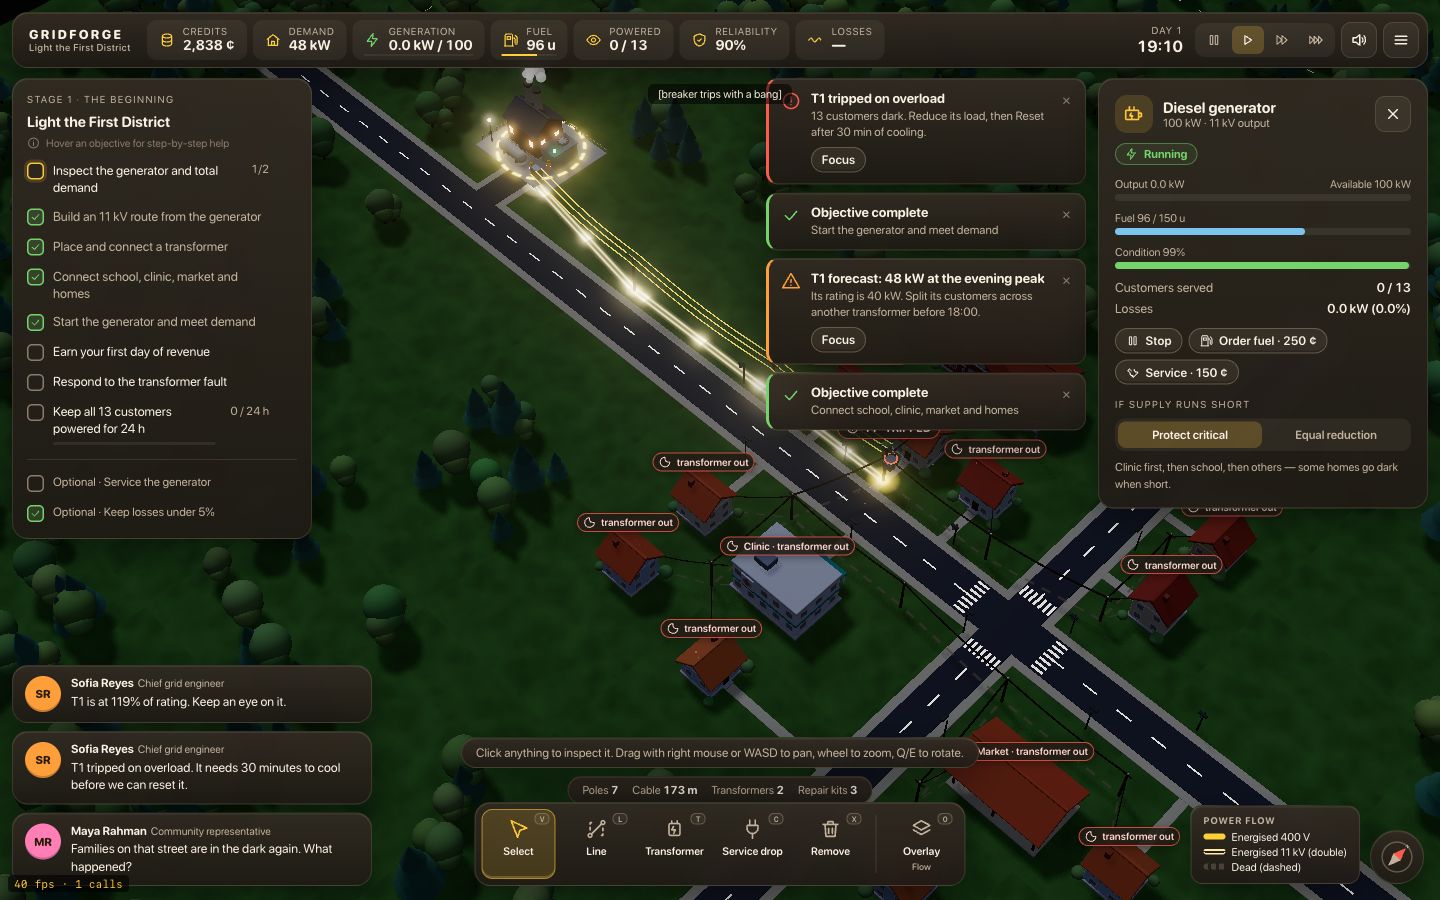 GRIDFORGE
Light the First District
CREDITS
2,838 ¢
DEMAND
48 kW
GENERATION
0.0 kW / 100
FUEL
96 u
POWERED
0 / 13
RELIABILITY
90%
LOSSES
—
DAY 1
19:10
STAGE 1 · THE BEGINNING
Light the First District
Hover an objective for step-by-step help
Inspect the generator and total demand
1/2
Build an 11 kV route from the generator
Place and connect a transformer
Connect school, clinic, market and homes
Start the generator and meet demand
Earn your first day of revenue
Respond to the transformer fault
Keep all 13 customers powered for 24 h
0 / 24 h
Optional · Service the generator
Optional · Keep losses under 5%
[breaker trips with a bang]
T1 tripped on overload
13 customers dark. Reduce its load, then Reset
after 30 min of cooling.
Focus
Objective complete
Start the generator and meet demand
T1 forecast: 48 kW at the evening peak
Its rating is 40 kW. Split its customers across
another transformer before 18:00.
Focus
Objective complete
Connect school, clinic, market and homes
Diesel generator
100 kW · 11 kV output
Running
Output 0.0 kW
Available 100 kW
Fuel 96 / 150 u
Condition 99%
Customers served
0 / 13
Losses
0.0 kW (0.0%)
Stop
Order fuel · 250 ¢
Service · 150 ¢
IF SUPPLY RUNS SHORT
Protect critical
Equal reduction
Clinic first, then school, then others — some homes go dark
when short.
transformer out
transformer out
transformer out
transformer out
Clinic · transformer out
transformer out
transformer out
Market · transformer out
transformer out
SR
Sofia Reyes Chief grid engineer
T1 is at 119% of rating. Keep an eye on it.
SR
Sofia Reyes Chief grid engineer
T1 tripped on overload. It needs 30 minutes to cool
before we can reset it.
MR
Maya Rahman Community representative
Families on that street are in the dark again. What
happened?
40 fps · 1 calls
Click anything to inspect it. Drag with right mouse or WASD to pan, wheel to zoom, Q/E to rotate.
Poles 7
Cable 173 m
Transformers 2
Repair kits 3
V
Select
L
Line
T
Transformer
C
Service drop
X
Remove
O
Overlay
Flow
POWER FLOW
Energised 400 V
Energised 11 kV (double)
Dead (dashed)